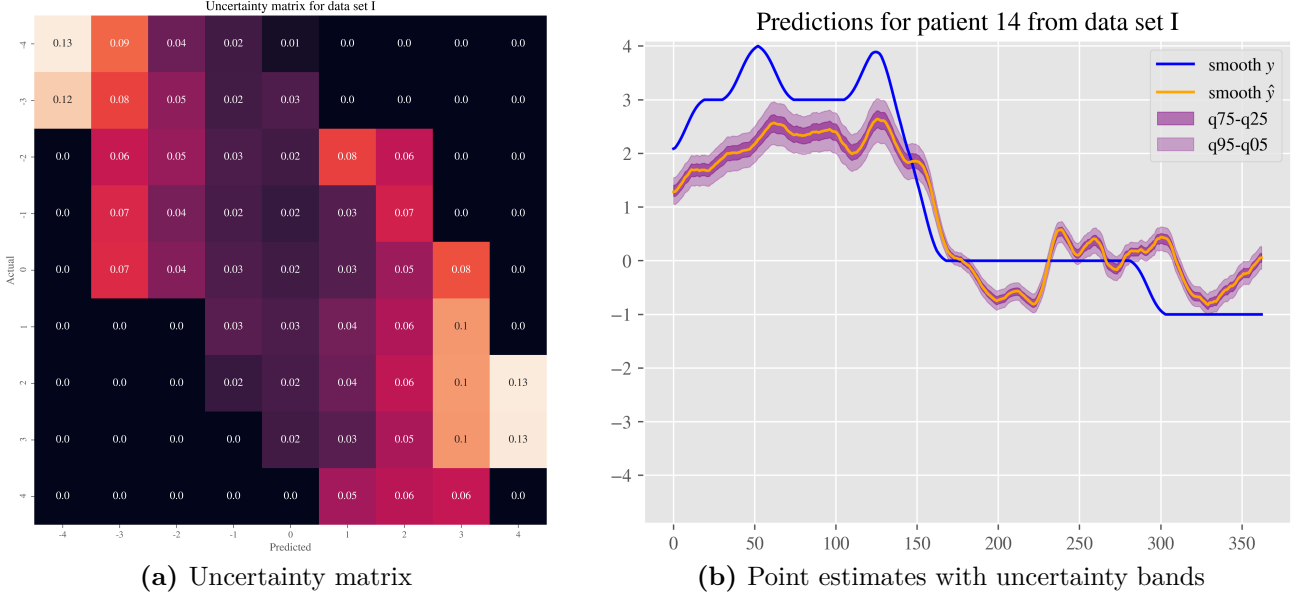 Uncertainty matrix for data set I
Actual
-4 0.13 0.09 0.04 0.02 0.01 0.0 0.0 0.0 0.0
-3 0.12 0.08 0.05 0.02 0.03 0.0 0.0 0.0 0.0
-2 0.0 0.06 0.05 0.03 0.02 0.08 0.06 0.0 0.0
-1 0.0 0.07 0.04 0.02 0.02 0.03 0.07 0.0 0.0
0 0.0 0.07 0.04 0.03 0.02 0.03 0.05 0.08 0.0
1 0.0 0.0 0.0 0.03 0.03 0.04 0.06 0.1 0.0
2 0.0 0.0 0.0 0.02 0.02 0.04 0.06 0.1 0.13
3 0.0 0.0 0.0 0.0 0.02 0.03 0.05 0.1 0.13
4 0.0 0.0 0.0 0.0 0.0 0.05 0.06 0.06 0.0
-4 -3 -2 -1 0 1 2 3 4
Predicted
(a) Uncertainty matrix
Predictions for patient 14 from data set I
smooth y
smooth ŷ
q75-q25
q95-q05
4
3
2
1
0
−1
−2
−3
−4
0 50 100 150 200 250 300 350
(b) Point estimates with uncertainty bands